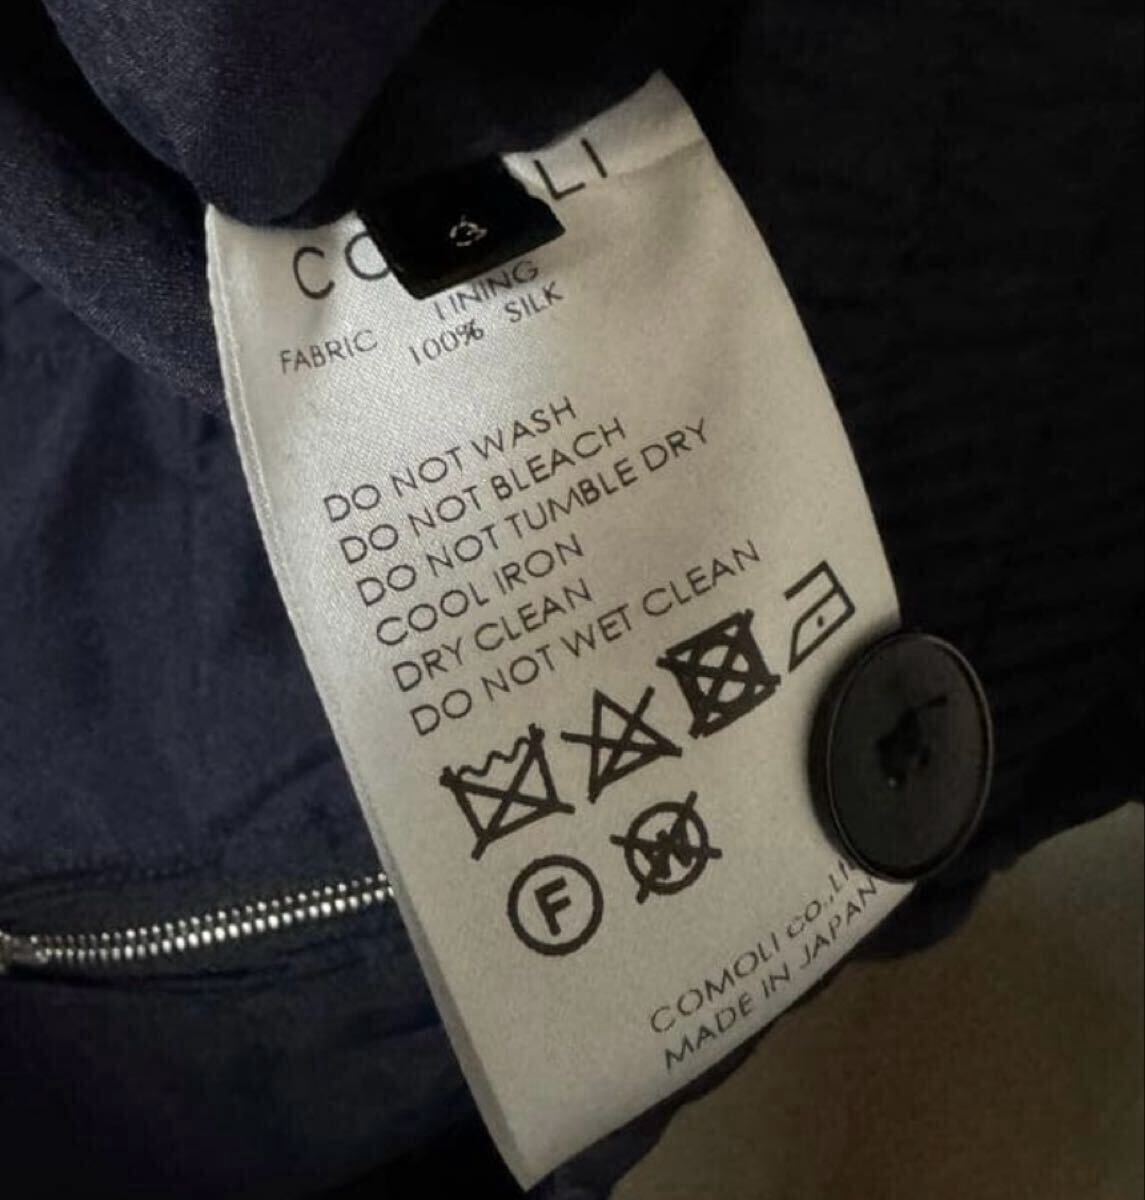 LI
FABRIC LINING
100% SILK
DO NOT WASH
DO NOT BLEACH
DO NOT TUMBLE DRY
COOL IRON
DRY CLEAN
DO NOT WET CLEAN
F
W
COMOLI CO.,
MADE IN JAPAN